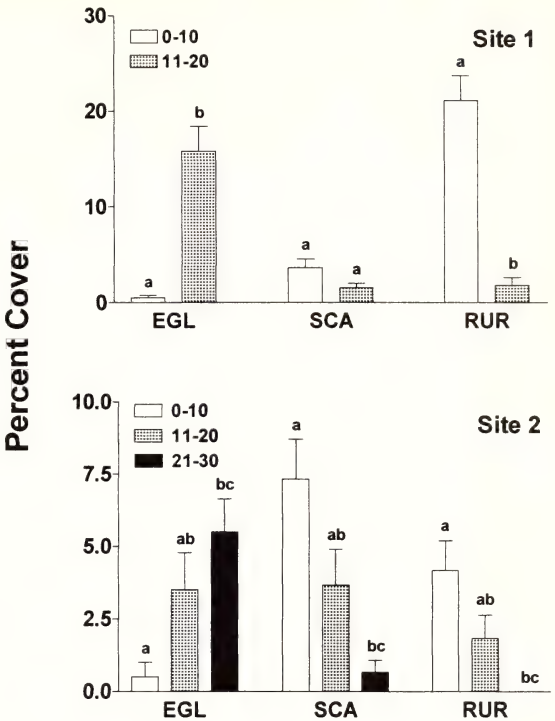 Percent Cover
Site 1
0-10
11-20
30
20
10
0
a
b
a
a
a
b
EGL SCA RUR
Site 2
0-10
11-20
21-30
10.0
7.5
5.0
2.5
0.0
a
ab
bc
a
ab
bc
a
ab
bc
EGL SCA RUR